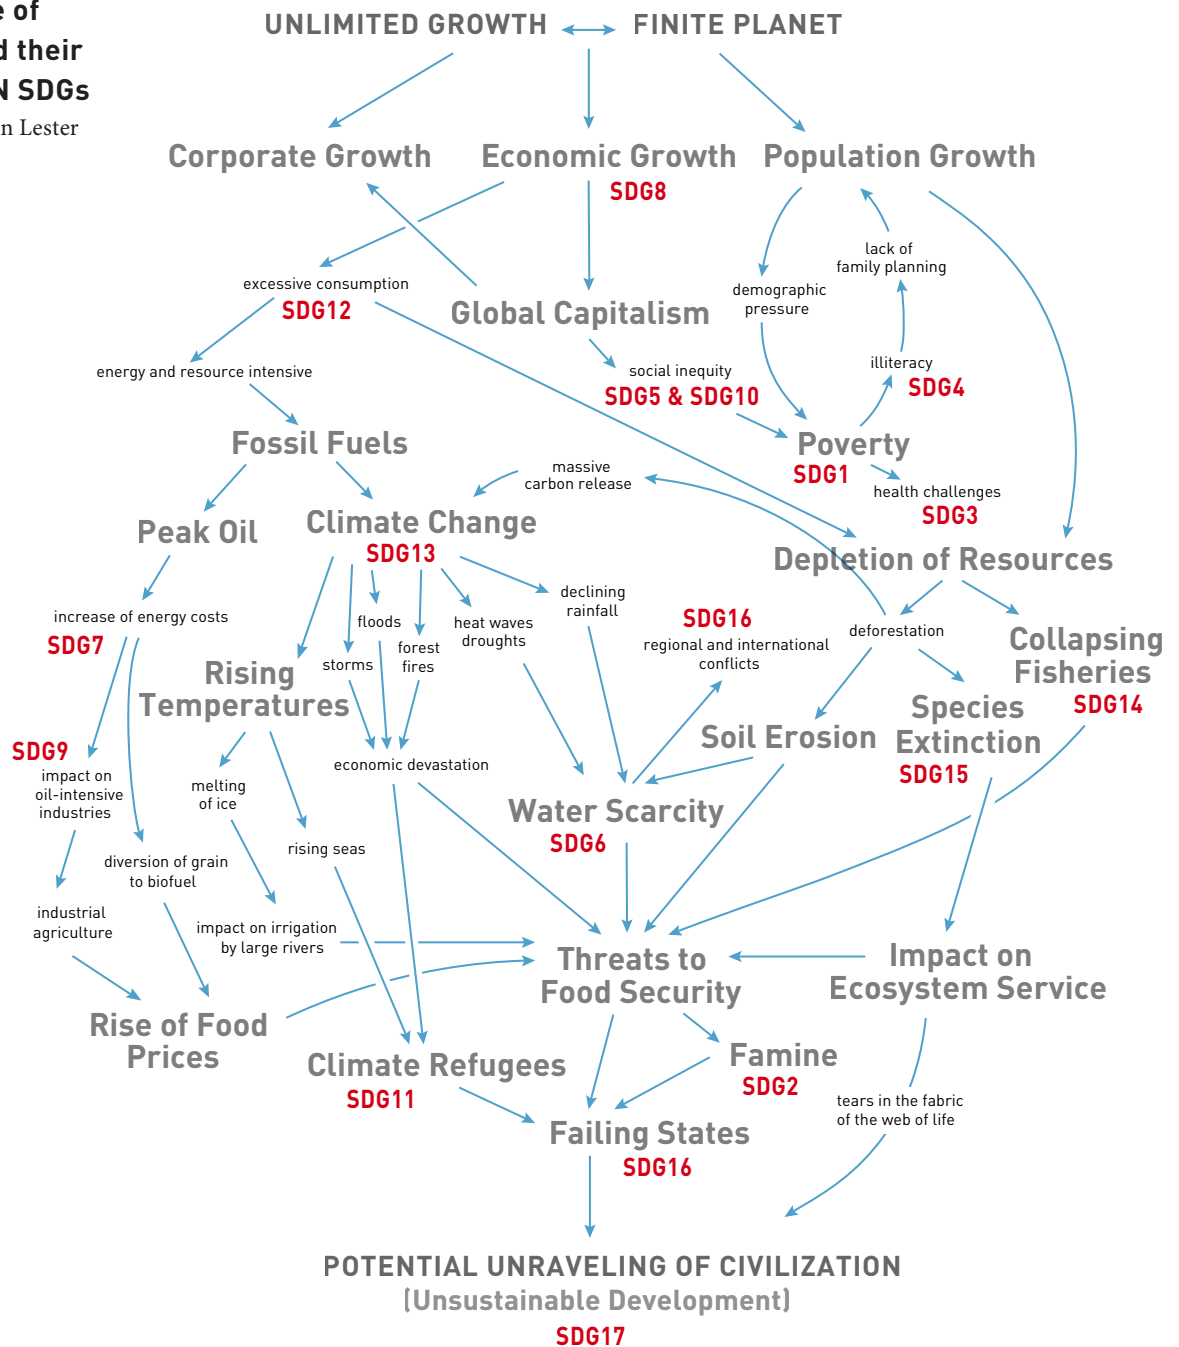 e of
d their
N SDGs
n Lester
UNLIMITED GROWTH
FINITE PLANET
Corporate Growth
Economic Growth
SDG8
Population Growth
lack of
family planning
demographic
pressure
excessive consumption
SDG12
Global Capitalism
energy and resource intensive
social inequity
SDG5 & SDG10
illiteracy
SDG4
Fossil Fuels
Poverty
SDG1
massive
carbon release
health challenges
SDG3
Peak Oil
Climate Change
SDG13
Depletion of Resources
declining
rainfall
increase of energy costs
SDG7
floods
heat waves
droughts
forest
fires
storms
SDG16
regional and international
conflicts
deforestation
Collapsing
Fisheries
SDG14
Rising
Temperatures
Species
Extinction
SDG15
Soil Erosion
SDG9
impact on
oil-intensive
industries
economic devastation
melting
of ice
Water Scarcity
SDG6
rising seas
diversion of grain
to biofuel
industrial
agriculture
impact on irrigation
by large rivers
Threats to
Food Security
Impact on
Ecosystem Service
Rise of Food
Prices
Climate Refugees
SDG11
Famine
SDG2
tears in the fabric
of the web of life
Failing States
SDG16
POTENTIAL UNRAVELING OF CIVILIZATION
(Unsustainable Development)
SDG17